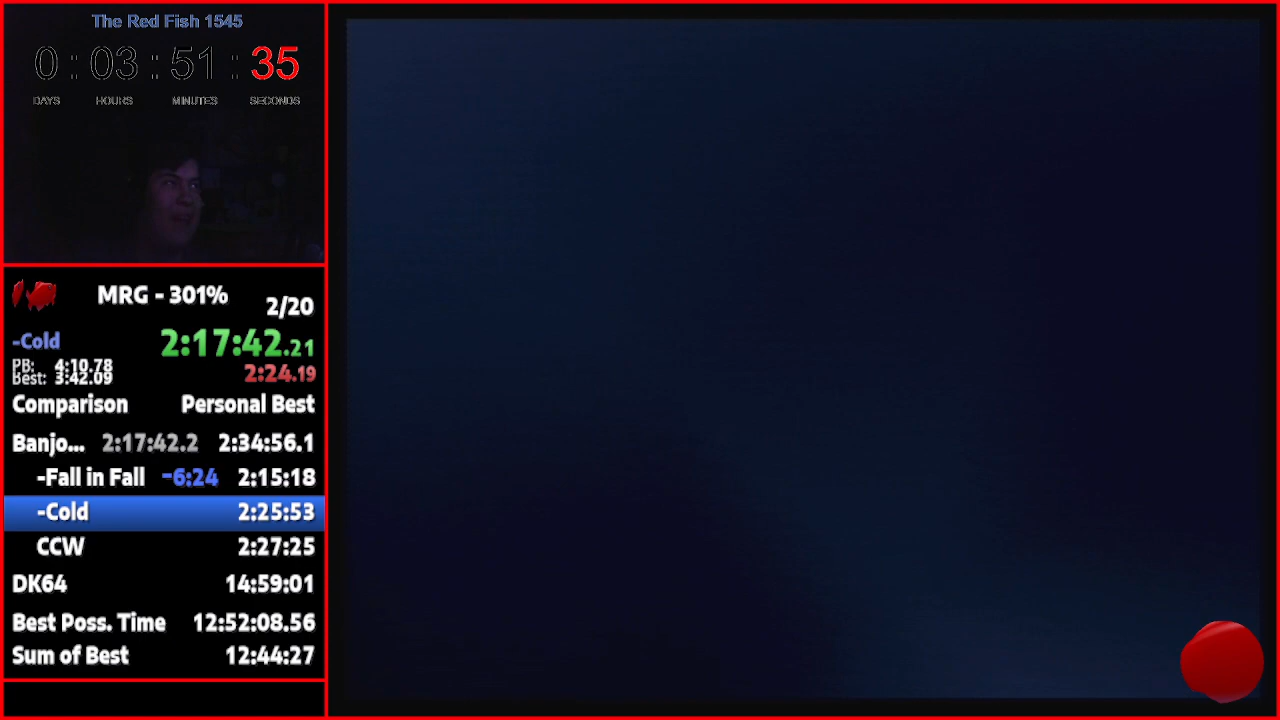 The Red Fish 1545
0 : 03 : 51 : 35
DAYS HOURS MINUTES SECONDS
MRG - 301%
2/20
-Cold 2:17:42.21
PB: 4:10.78
Best: 3:42.09
2:24.19
Comparison Personal Best
Banjo... 2:17:42.2 2:34:56.1
-Fall in Fall -6:24 2:15:18
-Cold 2:25:53
CCW 2:27:25
DK64 14:59:01
Best Poss. Time 12:52:08.56
Sum of Best 12:44:27